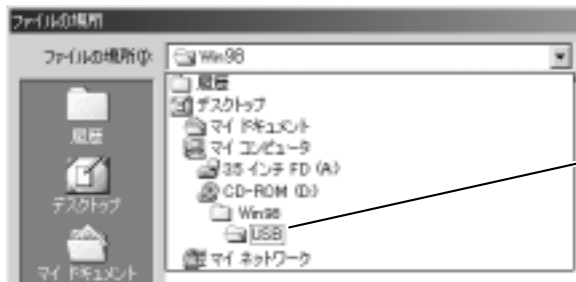 ファイルの場所
ファイルの場所(I):
Win98
履歴
デスクトップ
マイ ドキュメント
マイ コンピュータ
3.5 インチ FD (A:)
CD-ROM (D:)
Win98
USB
マイ ネットワーク
履歴
デスクトップ
マイ ドキュメント